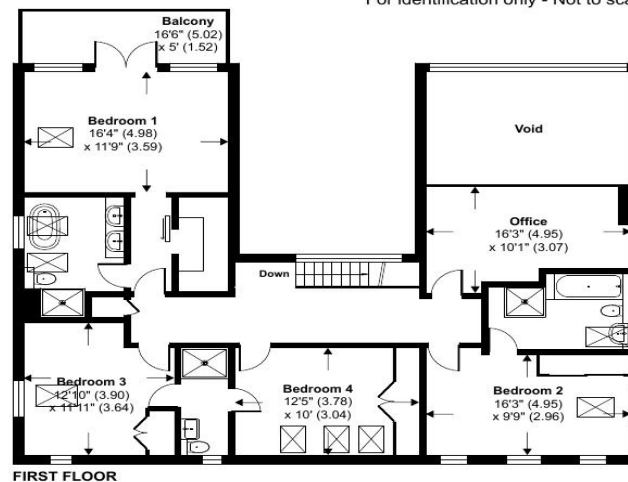 For identification only - Not to sca
Balcony
16'6" (5.02)
x 5' (1.52)
Bedroom 1
16'4" (4.98)
x 11'9" (3.59)
Void
Office
16'3" (4.95)
x 10'1" (3.07)
Down
Bedroom 3
12'10" (3.90)
x 11'11" (3.64)
Bedroom 4
12'5" (3.78)
x 10' (3.04)
Bedroom 2
16'3" (4.95)
x 9'9" (2.96)
FIRST FLOOR